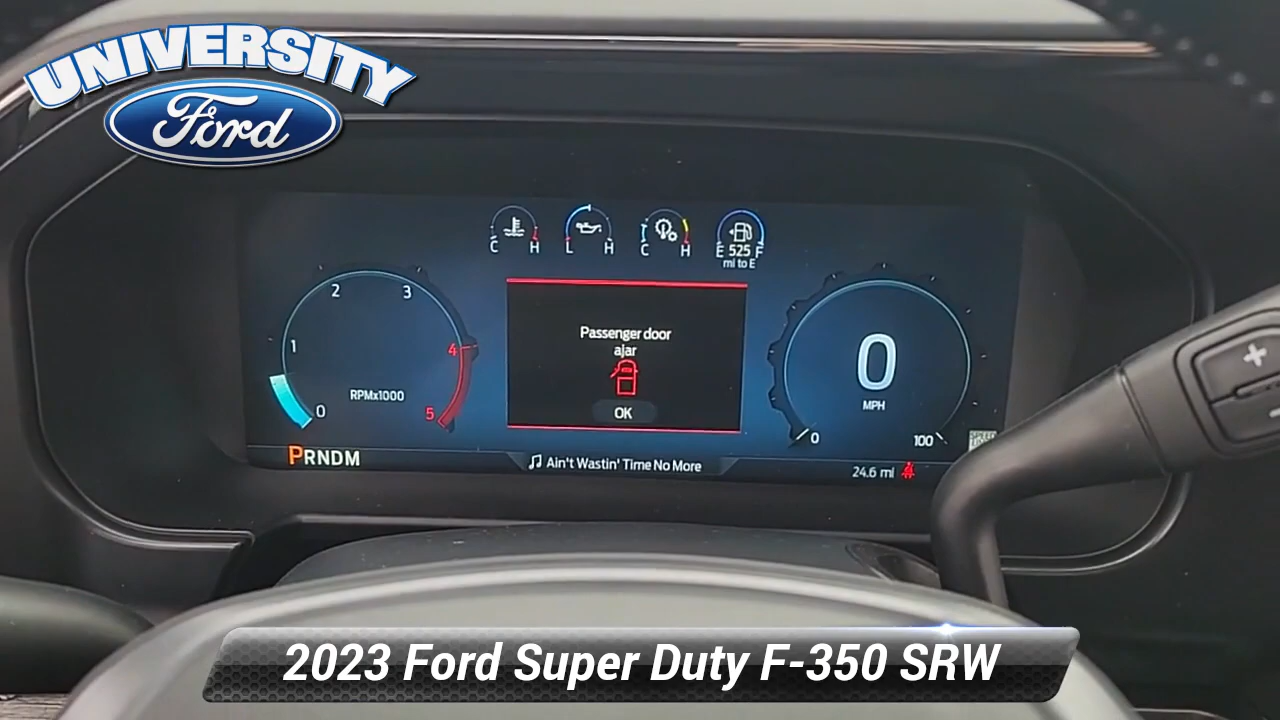 UNIVERSITY
Ford
C H
L H
C H
E 525 F
mi to E
0 1 2 3 4 5
RPMx1000
Passenger door
ajar
OK
0
MPH
0 100
PRNDM
Ain't Wastin' Time No More
24.6 mi
+
2023 Ford Super Duty F-350 SRW